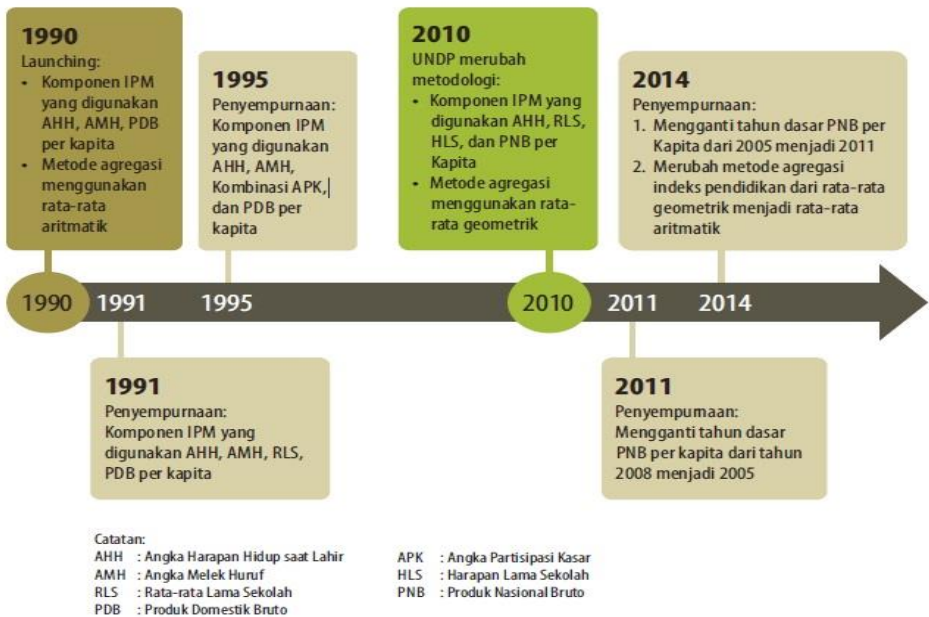 1990
Launching:
• Komponen IPM
yang digunakan
AHH, AMH, PDB
per kapita
• Metode agregasi
menggunakan
rata-rata
aritmatik
1995
Penyempurnaan:
Komponen IPM
yang digunakan
AHH, AMH,
Kombinasi APK,
dan PDB per
kapita
2010
UNDP merubah
metodologi:
• Komponen IPM yang
digunakan AHH, RLS,
HLS, dan PNB per
Kapita
• Metode agregasi
menggunakan rata-
rata geometrik
2014
Penyempurnaan:
1. Mengganti tahun dasar PNB per
Kapita dari 2005 menjadi 2011
2. Merubah metode agregasi
indeks pendidikan dari rata-rata
geometrik menjadi rata-rata
aritmatik
1990 1991 1995 2010 2011 2014
1991
Penyempurnaan:
Komponen IPM yang
digunakan AHH, AMH, RLS,
PDB per kapita
2011
Penyempurnaan:
Mengganti tahun dasar
PNB per kapita dari tahun
2008 menjadi 2005
Catatan:
AHH : Angka Harapan Hidup saat Lahir
AMH : Angka Melek Huruf
RLS : Rata-rata Lama Sekolah
PDB : Produk Domestik Bruto
APK : Angka Partisipasi Kasar
HLS : Harapan Lama Sekolah
PNB : Produk Nasional Bruto